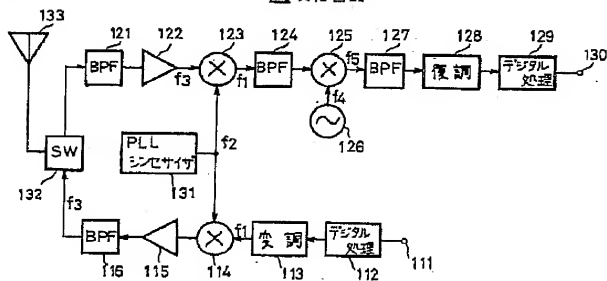 133
121
122
123
124
125
127
128
129
BPF
f3
f1
BPF
f5
BPF
復調
デジタル
処理
130
f4
126
PLL
シンセサイザ
131
f2
SW
132
f3
BPF
116
115
114
f1
変調
113
デジタル
処理
112
111